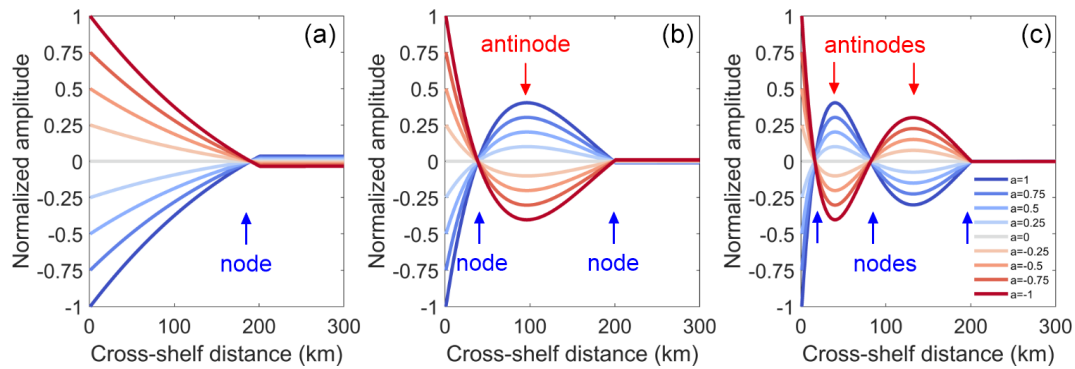 (a)
1
0.75
0.5
0.25
0
-0.25
-0.5
-0.75
-1
Normalized amplitude
node
0
100
200
300
Cross-shelf distance (km)
(b)
antinode
1
0.75
0.5
0.25
0
-0.25
-0.5
-0.75
-1
Normalized amplitude
node
node
0
100
200
300
Cross-shelf distance (km)
(c)
antinodes
1
0.75
0.5
0.25
0
-0.25
-0.5
-0.75
-1
Normalized amplitude
nodes
a=1
a=0.75
a=0.5
a=0.25
a=0
a=-0.25
a=-0.5
a=-0.75
a=-1
0
100
200
300
Cross-shelf distance (km)